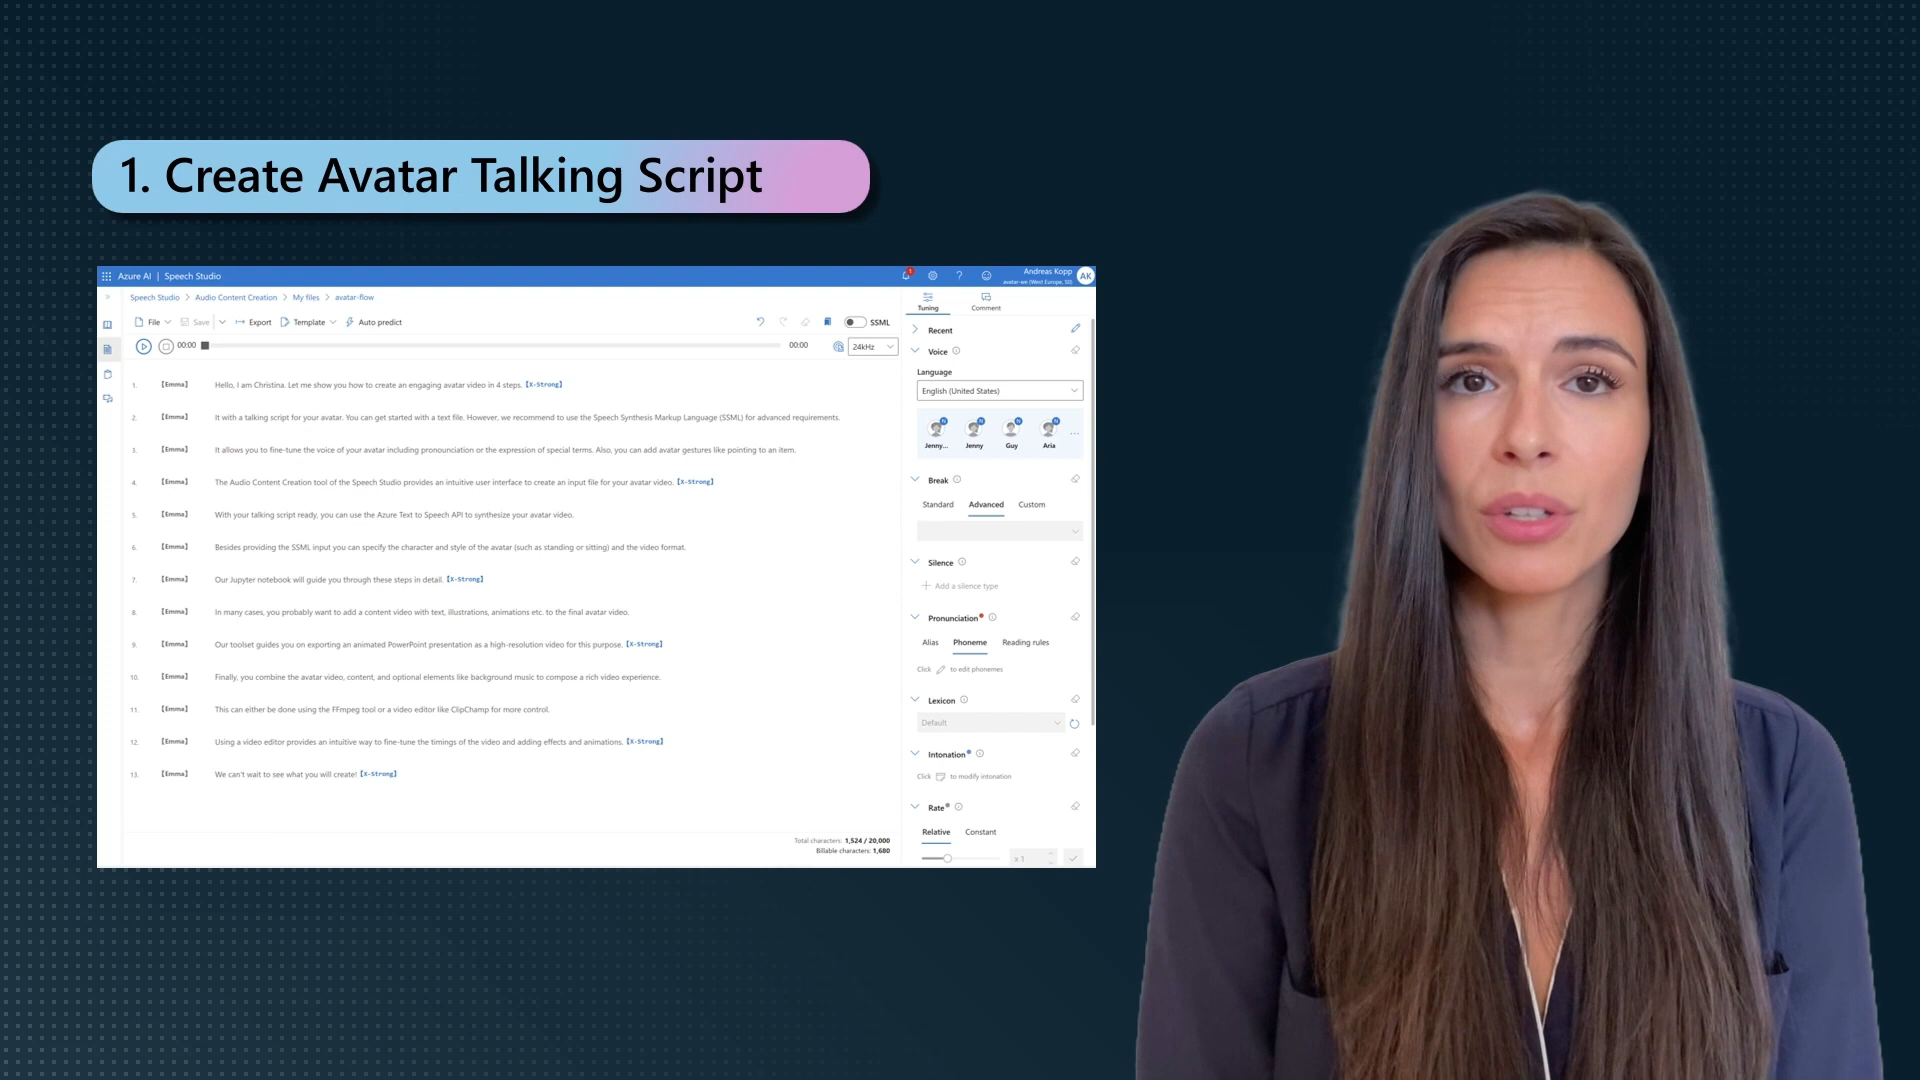 1. Create Avatar Talking Script
Azure AI | Speech Studio
1
Andreas Kopp
avatar-we (West Europe, S0)
AK
Speech Studio > Audio Content Creation > My files > avatar-flow
File
Save
Export
Template
Auto predict
SSML
00:00
00:00
24kHz
1. [Emma] Hello, I am Christina. Let me show you how to create an engaging avatar video in 4 steps. [X-Strong]
2. [Emma] It with a talking script for your avatar. You can get started with a text file. However, we recommend to use the Speech Synthesis Markup Language (SSML) for advanced requirements.
3. [Emma] It allows you to fine-tune the voice of your avatar including pronounciation or the expression of special terms. Also, you can add avatar gestures like pointing to an item.
4. [Emma] The Audio Content Creation tool of the Speech Studio provides an intuitive user interface to create an input file for your avatar video. [X-Strong]
5. [Emma] With your talking script ready, you can use the Azure Text to Speech API to synthesize your avatar video.
6. [Emma] Besides providing the SSML input you can specify the character and style of the avatar (such as standing or sitting) and the video format.
7. [Emma] Our Jupyter notebook will guide you through these steps in detail. [X-Strong]
8. [Emma] In many cases, you probably want to add a content video with text, illustrations, animations etc. to the final avatar video.
9. [Emma] Our toolset guides you on exporting an animated PowerPoint presentation as a high-resolution video for this purpose. [X-Strong]
10. [Emma] Finally, you combine the avatar video, content, and optional elements like background music to compose a rich video experience.
11. [Emma] This can either be done using the FFmpeg tool or a video editor like ClipChamp for more control.
12. [Emma] Using a video editor provides an intuitive way to fine-tune the timings of the video and adding effects and animations. [X-Strong]
13. [Emma] We can't wait to see what you will create! [X-Strong]
Total characters: 1,524 / 20,000
Billable characters: 1,680
Tuning
Comment
Recent
Voice
Language
English (United States)
N N N N
Jenny... Jenny Guy Aria ...
Break
Standard Advanced Custom
Silence
+ Add a silence type
Pronunciation
Alias Phoneme Reading rules
Click to edit phonemes
Lexicon
Default
Intonation
Click to modify intonation
Rate
Relative Constant
x 1